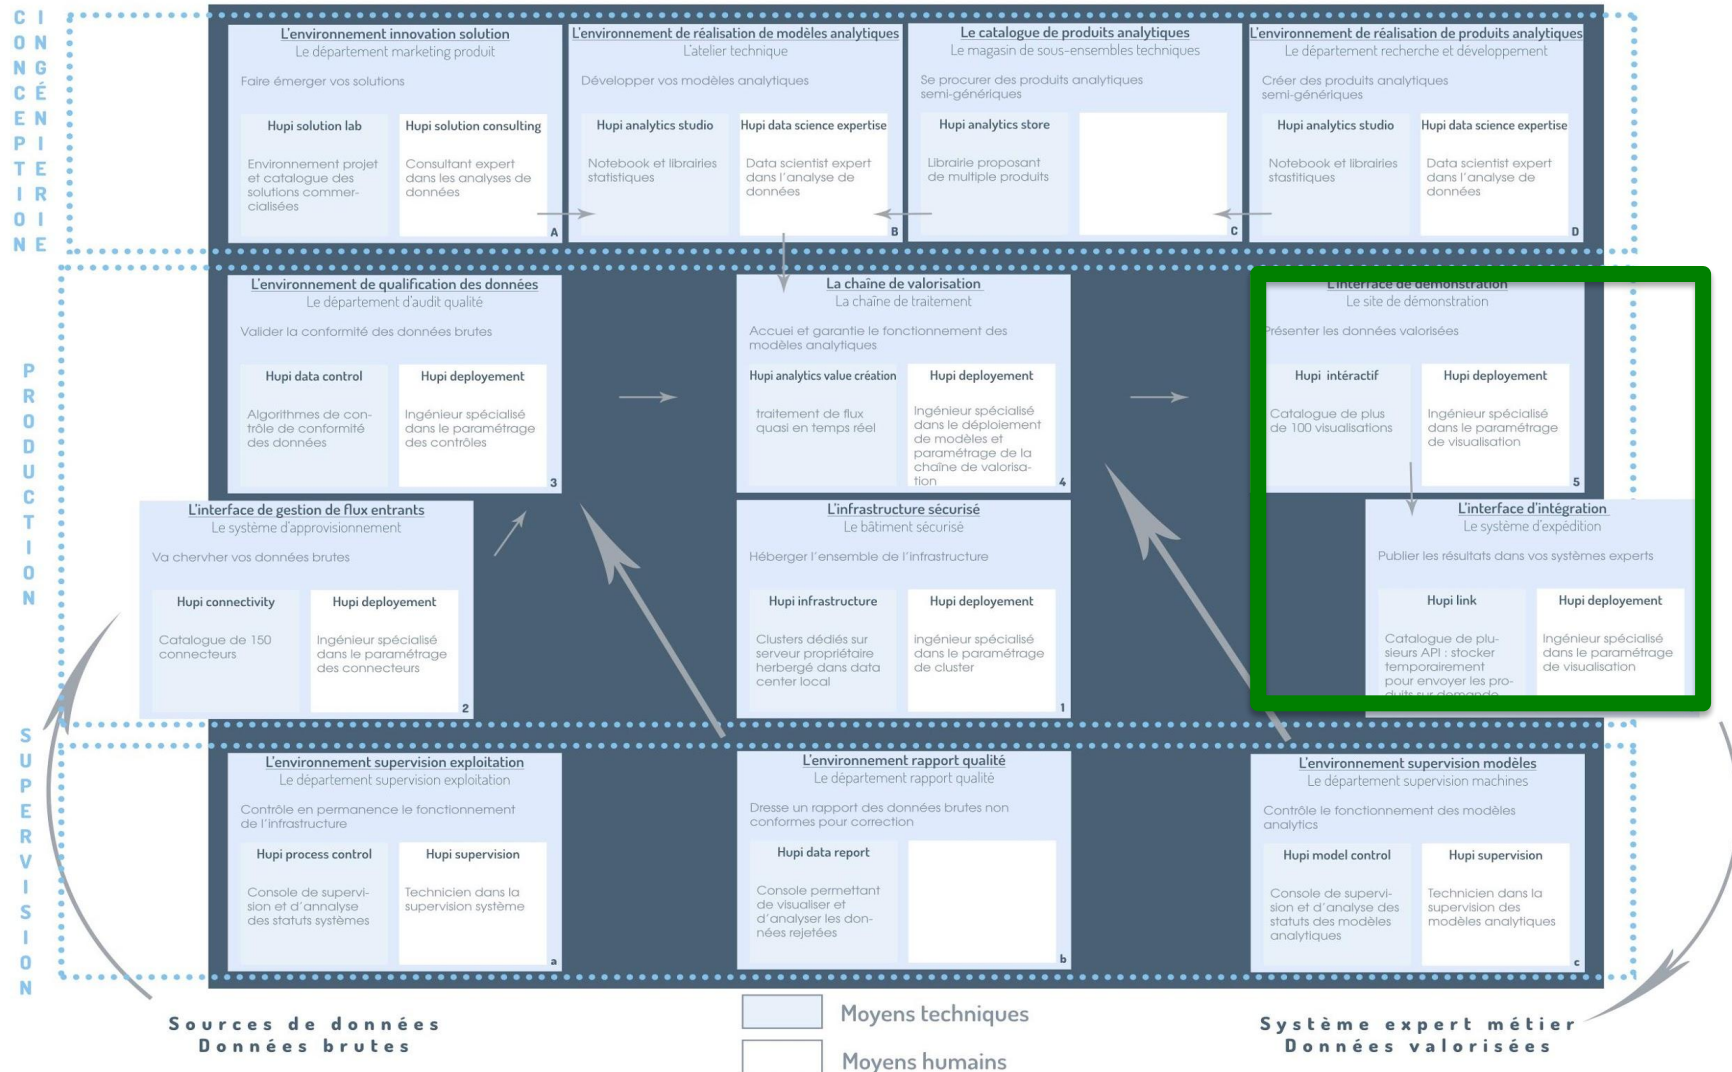 CONCEPTION
INGÉNIERIE
L'environnement innovation solution
Le département marketing produit
Faire émerger vos solutions
Hupi solution lab
Environnement projet
et catalogue des
solutions commer-
cialisées
Hupi solution consulting
Consultant expert
dans les analyses de
données
A
L'environnement de réalisation de modèles analytiques
L'atelier technique
Développer vos modèles analytiques
Hupi analytics studio
Notebook et librairies
statistiques
Hupi data science expertise
Data scientist expert
dans l'analyse de
données
B
Le catalogue de produits analytiques
Le magasin de sous-ensembles techniques
Se procurer des produits analytiques
semi-génériques
Hupi analytics store
Librairie proposant
de multiple produits
C
L'environnement de réalisation de produits analytiques
Le département recherche et développement
Créer des produits analytiques
semi-génériques
Hupi analytics studio
Notebook et librairies
stastitiques
Hupi data science expertise
Data scientist expert
dans l'analyse de
données
D
PRODUCTION
L'environnement de qualification des données
Le département d'audit qualité
Valider la conformité des données brutes
Hupi data control
Algorithmes de con-
trôle de conformité
des données
Hupi deployement
Ingénieur spécialisé
dans le paramétrage
des contrôles
3
La chaîne de valorisation
La chaîne de traitement
Accuei et garantie le fonctionnement des
modèles analytiques
Hupi analytics value création
traitement de flux
quasi en temps réel
Hupi deployement
Ingénieur spécialisé
dans le déploiement
de modèles et
paramétrage de la
chaîne de valorisa-
tion
4
L'interface de démonstration
Le site de démonstration
Présenter les données valorisées
Hupi intéractif
Catalogue de plus
de 100 visualisations
Hupi deployement
Ingénieur spécialisé
dans le paramétrage
de visualisation
5
L'interface de gestion de flux entrants
Le système d'approvisionnement
Va chervher vos données brutes
Hupi connectivity
Catalogue de 150
connecteurs
Hupi deployement
Ingénieur spécialisé
dans le paramétrage
des connecteurs
2
L'infrastructure sécurisé
Le bâtiment sécurisé
Héberger l'ensemble de l'infrastructure
Hupi infrastructure
Clusters dédiés sur
serveur propriétaire
herbergé dans data
center local
Hupi deployement
ingénieur spécialisé
dans le paramétrage
de cluster
1
L'interface d'intégration
Le système d'expédition
Publier les résultats dans vos systèmes experts
Hupi link
Catalogue de plu-
sieurs API : stocker
temporairement
pour envoyer les pro-
duits sur demande
Hupi deployement
Ingénieur spécialisé
dans le paramétrage
de visualisation
SUPERVISION
L'environnement supervision exploitation
Le département supervision exploitation
Contrôle en permanence le fonctionnement
de l'infrastructure
Hupi process control
Console de supervi-
sion et d'annalyse
des statuts systèmes
Hupi supervision
Technicien dans la
supervision système
a
L'environnement rapport qualité
Le département rapport qualité
Dresse un rapport des données brutes non
conformes pour correction
Hupi data report
Console permettant
de visualiser et
d'analyser les don-
nées rejetées
b
L'environnement supervision modèles
Le département supervision machines
Contrôle le fonctionnement des modèles
analytics
Hupi model control
Console de supervi-
sion et d'analyse des
statuts des modèles
analytiques
Hupi supervision
Technicien dans la
supervision des
modèles analytiques
c
Sources de données
Données brutes
Moyens techniques
Moyens humains
Système expert métier
Données valorisées